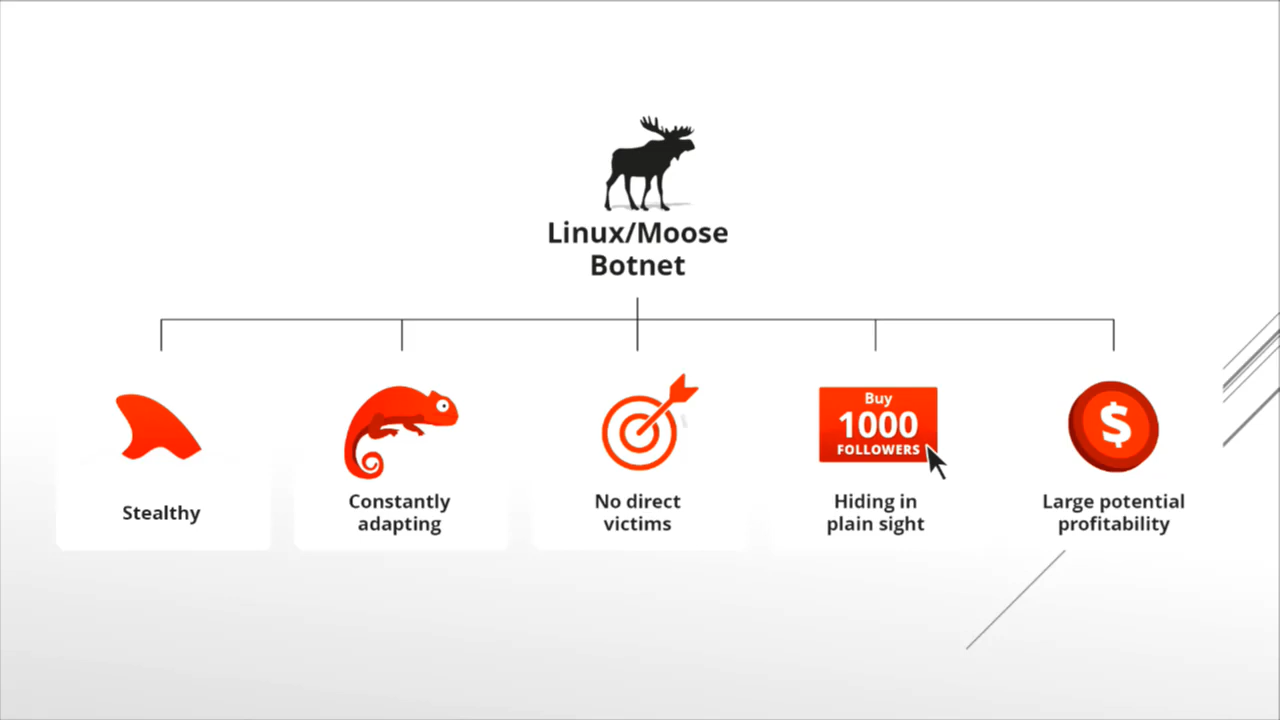 Linux/Moose
Botnet
Buy
1000
FOLLOWERS
$
Stealthy
Constantly
adapting
No direct
victims
Hiding in
plain sight
Large potential
profitability